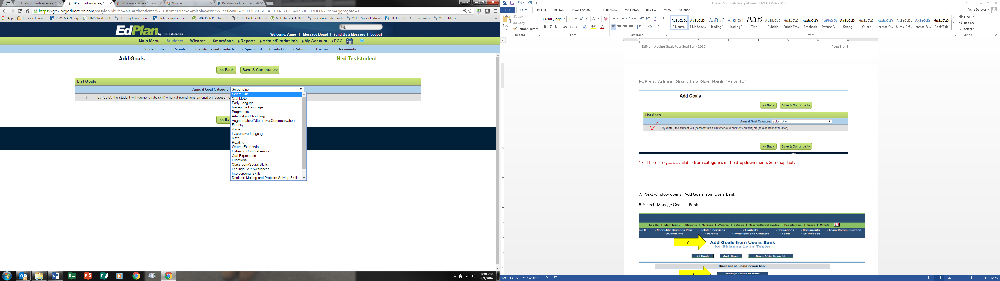 EdPlan (~mishiawassee, A
EdPlan (mishiawassee, An
SE Forms • Page - Shiawa
Google
Pandora Radio - Listen
Anne
https://go2.pcgeducation.com/easyiep.plx?op=alt_authenticated&CustomerName=mishiawassee&SessionID=25093E20-6C5A-1014-8029-A07B9B897DD3&FromAggregate=1
Apps
Imported From IE
CIMS MAIN page
CIMS Workbook
SE Compliance Stand
State Complaint Findi
GRADS360° - Home
CRDC: Civil Rights Dat
MI Data GRADS360°
Procedural safeguard
MDE - Special Educat
PIC Credits
Downloads
MDE - Memos
»
EdPlan by PCG Education
Welcome, Anne | Message Board | Send Us a Message | Logout
Main Menu Students Wizards SmartScan Reports Admin/District Info My Account PCG
Student Info Parents Invitations and Contacts Special Ed Early On Admin History Documents
Add Goals
Ned Teststudent
<< Back
Save & Continue >>
List Goals
Annual Goal Category: Select One
By (date), the student will (demonstrate skill) when/at (conditions criteria) on (assessme
Select One
Oral Motor
Early Languge
Receptive Language
Pragmatics
Articulation/Phonology
Augmentative/Alternative Communication
Fluency
Voice
Expressive Language
Math
Reading
Written Expression
Listening Comprehension
Oral Expression
Functional
Classroom/Social Skills
Feelings/Self Awareness
Interpersonal Skills
Decision Making and Problem Solving Skills
<< Bac
10:01 AM
4/1/2016
EdPlan Add goals to a goal bank HOW TO 2016 - Word
FILE HOME INSERT DESIGN PAGE LAYOUT REFERENCES MAILINGS REVIEW VIEW Acrobat
Anne Defever
Paste
Cut
Copy
Format Painter
Clipboard
Calibri (Body) 11
Font
Paragraph
¶ Normal
¶ No Spac...
Heading 1
Heading 2
Title
Subtitle
Subtle Em...
Emphasis
Intense E...
Strong
Quote
Intense Q...
Subtle Ref...
Intense Re...
Book Title
Styles
Find
Replace
Select
Editing
EdPlan: Adding Goals to a Goal Bank 2016
Page 3 of 9
EdPlan: Adding Goals to a Goal Bank “How To”
Add Goals
<< Back
Save & Continue >>
List Goals
Annual Goal Category: Select One
By (date), the student will (demonstrate skill) when/at (conditions criteria) on (assessment/evaluation).
<< Back
Save & Continue >>
17. There are goals available from categories in the dropdown menu. See snapshot.
7. Next window opens: Add Goals from Users Bank
8. Select: Manage Goals in Bank
Log Out | Main Menu | Students | My Docs | Wizards | Schools | Reports/School System | Reports Inbox | Users | My Info |
ple IEP • Nonpublic Services Plan • Related Services • Eligibility • Evaluations • Documents • Team Communication
• Student Info • Parents • Invitations and Contacts • Team • IEP Process
7
Add Goals from Users Bank
for Shianna Lynn Tester
<< Back
Just Save
Save & Continue >>
There are no Goals in your bank
8
Manage Goals in Bank
PAGE 4 OF 9 597 WORDS
120%